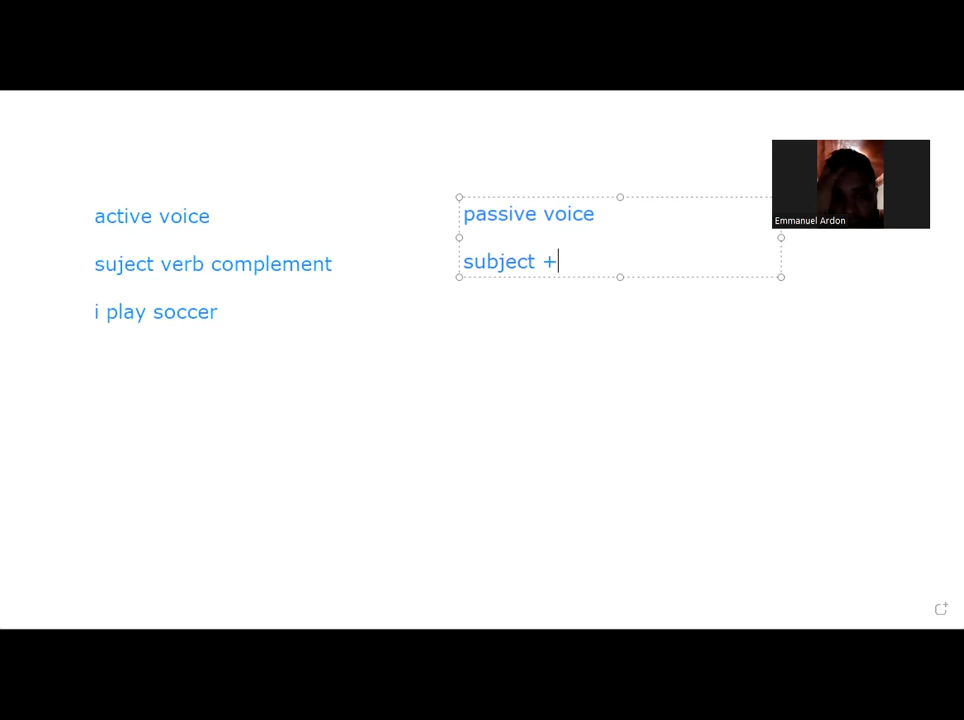 active voice
suject verb complement
i play soccer
passive voice
subject +
Emmanuel Ardon